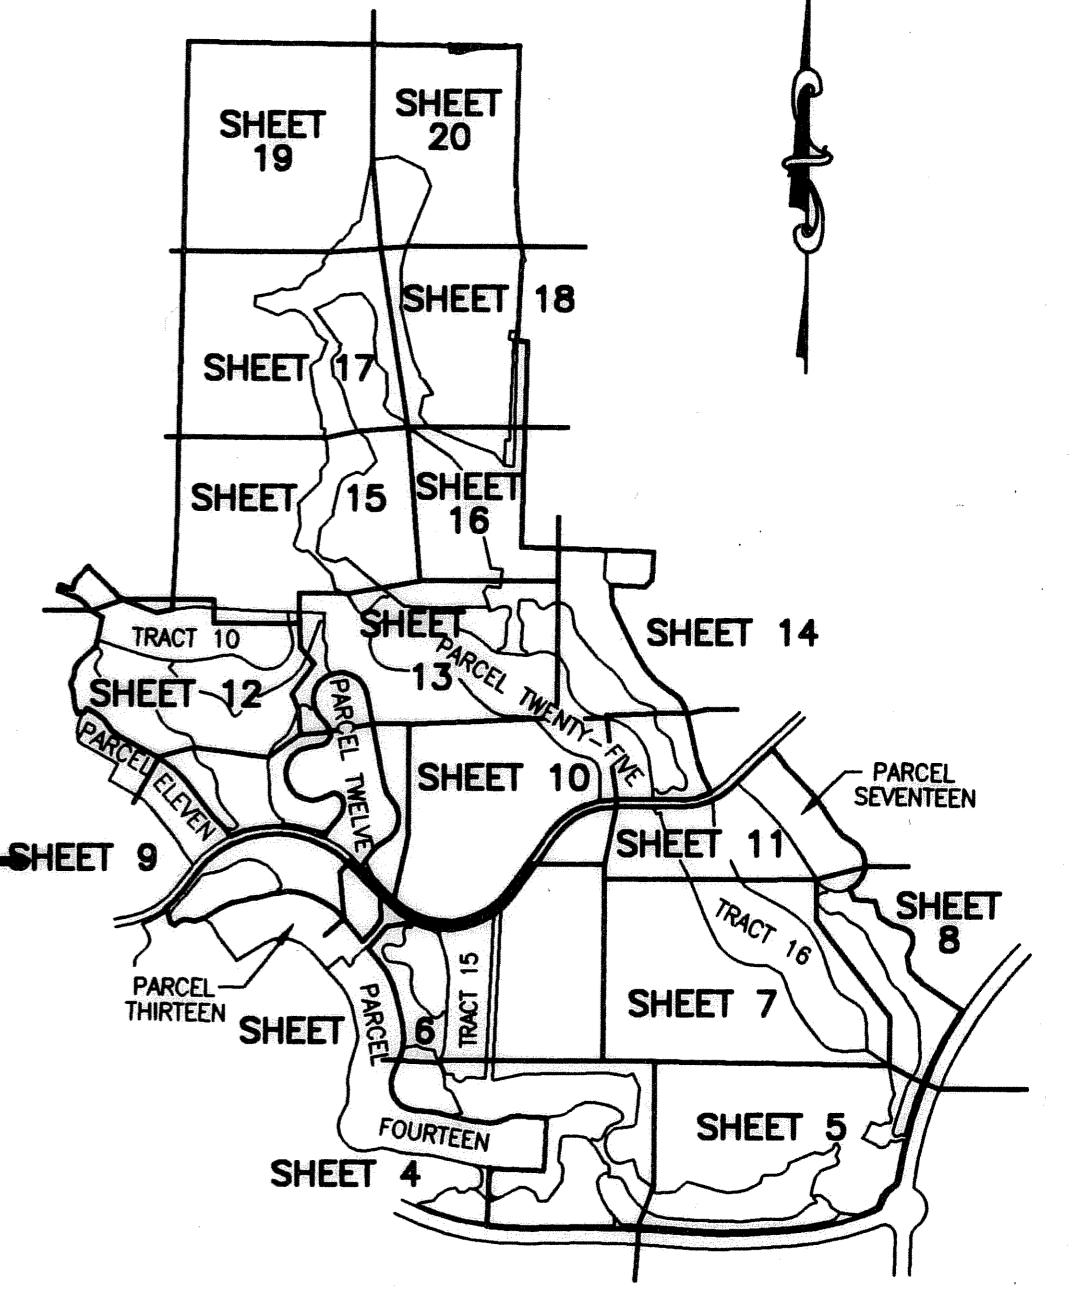 SHEET
19
SHEET
20
SHEET 18
SHEET 17
SHEET 15
SHEET
16
SHEET
13
SHEET 14
TRACT 10
SHEET 12
PARCEL TWENTY-FIVE
PARCEL ELEVEN
PARCEL TWELVE
SHEET 10
PARCEL
SEVENTEEN
SHEET 9
SHEET 11
SHEET
8
TRACT 16
PARCEL
THIRTEEN
SHEET 6
TRACT 15
SHEET 7
PARCEL
FOURTEEN
SHEET 5
SHEET 4